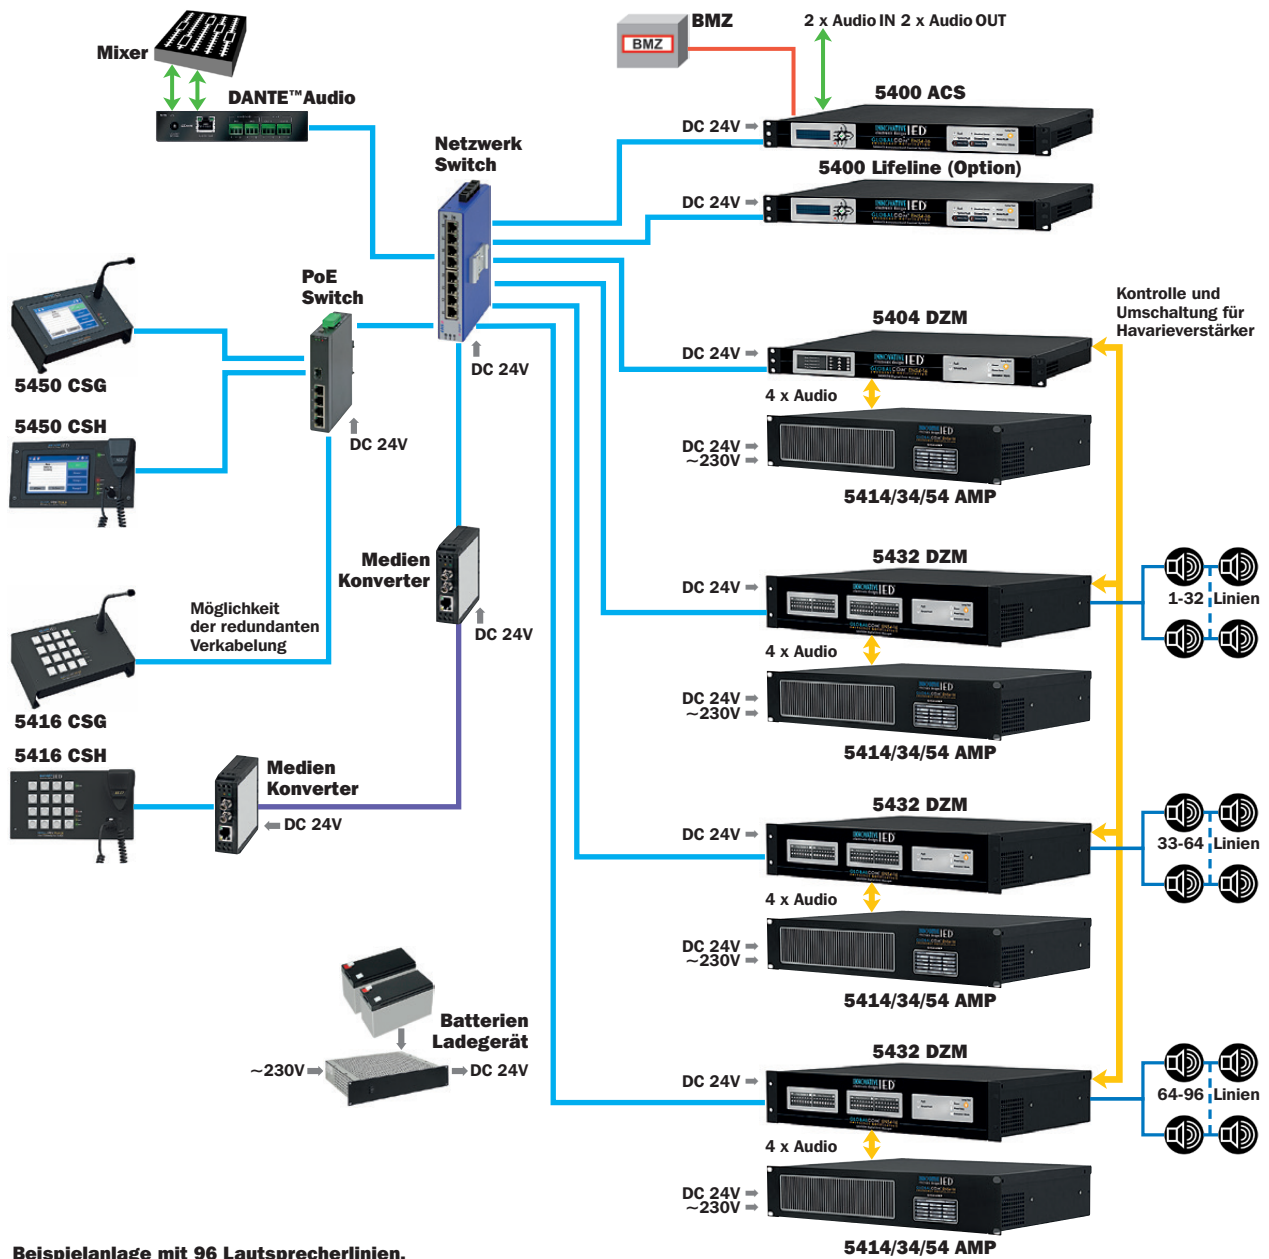 Mixer
DANTE™Audio
BMZ
BMZ
2 x Audio IN 2 x Audio OUT
5400 ACS
DC 24V
Netzwerk
Switch
5400 Lifeline (Option)
DC 24V
PoE
Switch
DC 24V
DC 24V
5450 CSG
5450 CSH
Kontrolle und
Umschaltung für
Havarieverstärker
5404 DZM
DC 24V
4 x Audio
DC 24V
~230V
5414/34/54 AMP
Medien
Konverter
DC 24V
Möglichkeit
der redundanten
Verkabelung
5416 CSG
5416 CSH
Medien
Konverter
DC 24V
5432 DZM
DC 24V
1-32 Linien
4 x Audio
DC 24V
~230V
5414/34/54 AMP
5432 DZM
DC 24V
33-64 Linien
4 x Audio
DC 24V
~230V
5414/34/54 AMP
Batterien
Ladegerät
~230V
DC 24V
5432 DZM
DC 24V
64-96 Linien
4 x Audio
DC 24V
~230V
5414/34/54 AMP
Beispielanlage mit 96 Lautsprecherlinien.